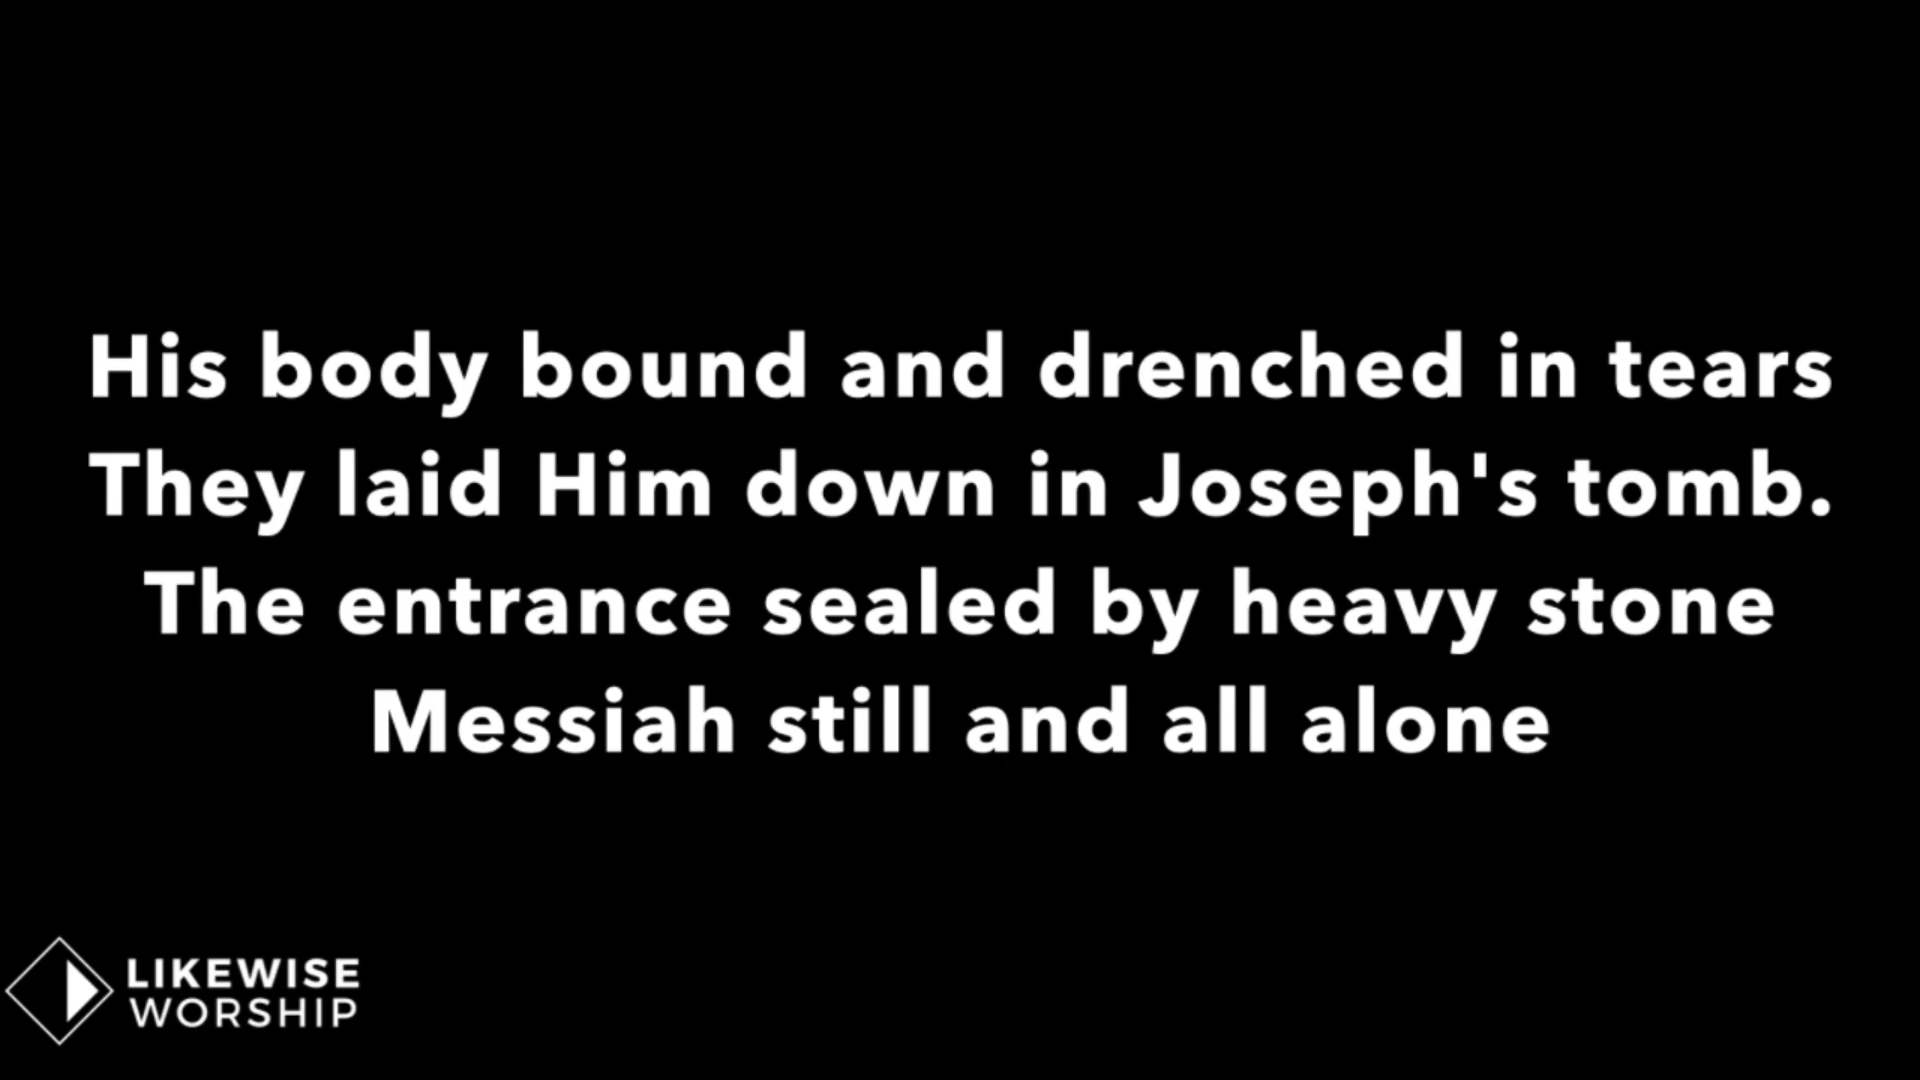 His body bound and drenched in tears
They laid Him down in Joseph's tomb.
The entrance sealed by heavy stone
Messiah still and all alone
LIKEWISE
WORSHIP